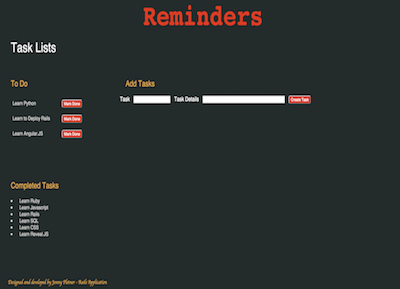 Reminders
Task Lists
To Do
Add Tasks
Task Task Details Create Task
Learn Python Mark Done
Learn to Deploy Rails Mark Done
Learn Angular.JS Mark Done
Completed Tasks
Learn Ruby
Learn Javascript
Learn Rails
Learn SQL
Learn CSS
Learn Reveal.JS
Designed and developed by Jenny Platner - Rails Application